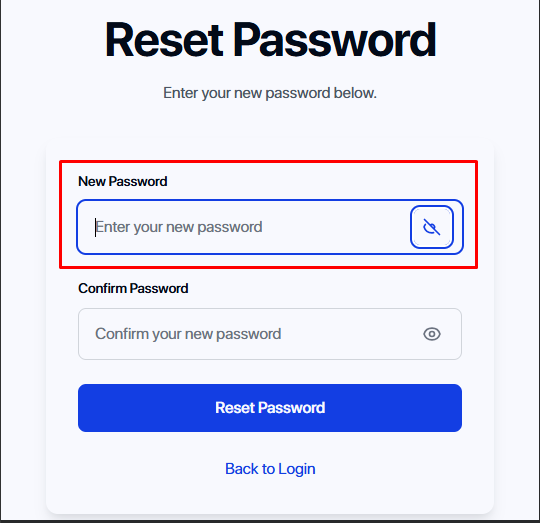 Reset Password
Enter your new password below.
New Password
Enter your new password
Confirm Password
Confirm your new password
Reset Password
Back to Login